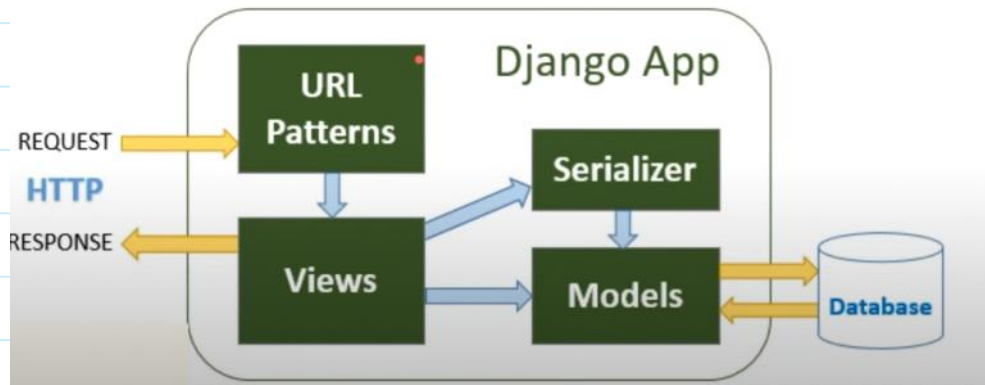 Django App
URL
Patterns
REQUEST
HTTP
RESPONSE
Serializer
Views
Models
Database